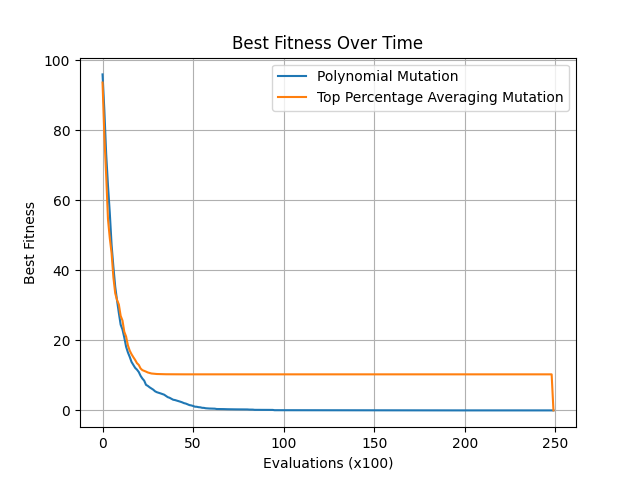 Best Fitness Over Time
Polynomial Mutation
Top Percentage Averaging Mutation
Best Fitness
100
80
60
40
20
0
0 50 100 150 200 250
Evaluations (x100)